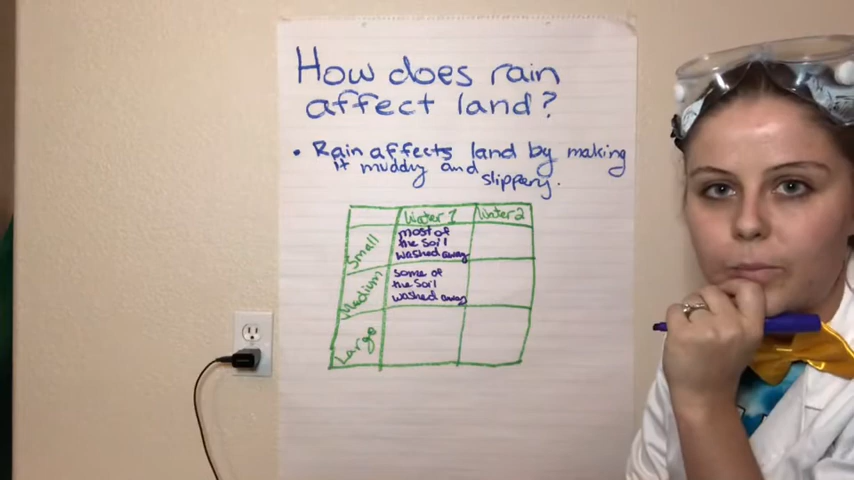 How does rain
affect land?
• Rain affects land by making
it muddy and
slippery.
Water 1 Water 2
Small most of
the Soil
washed away
Medium some of
the Soil
washed away
Large